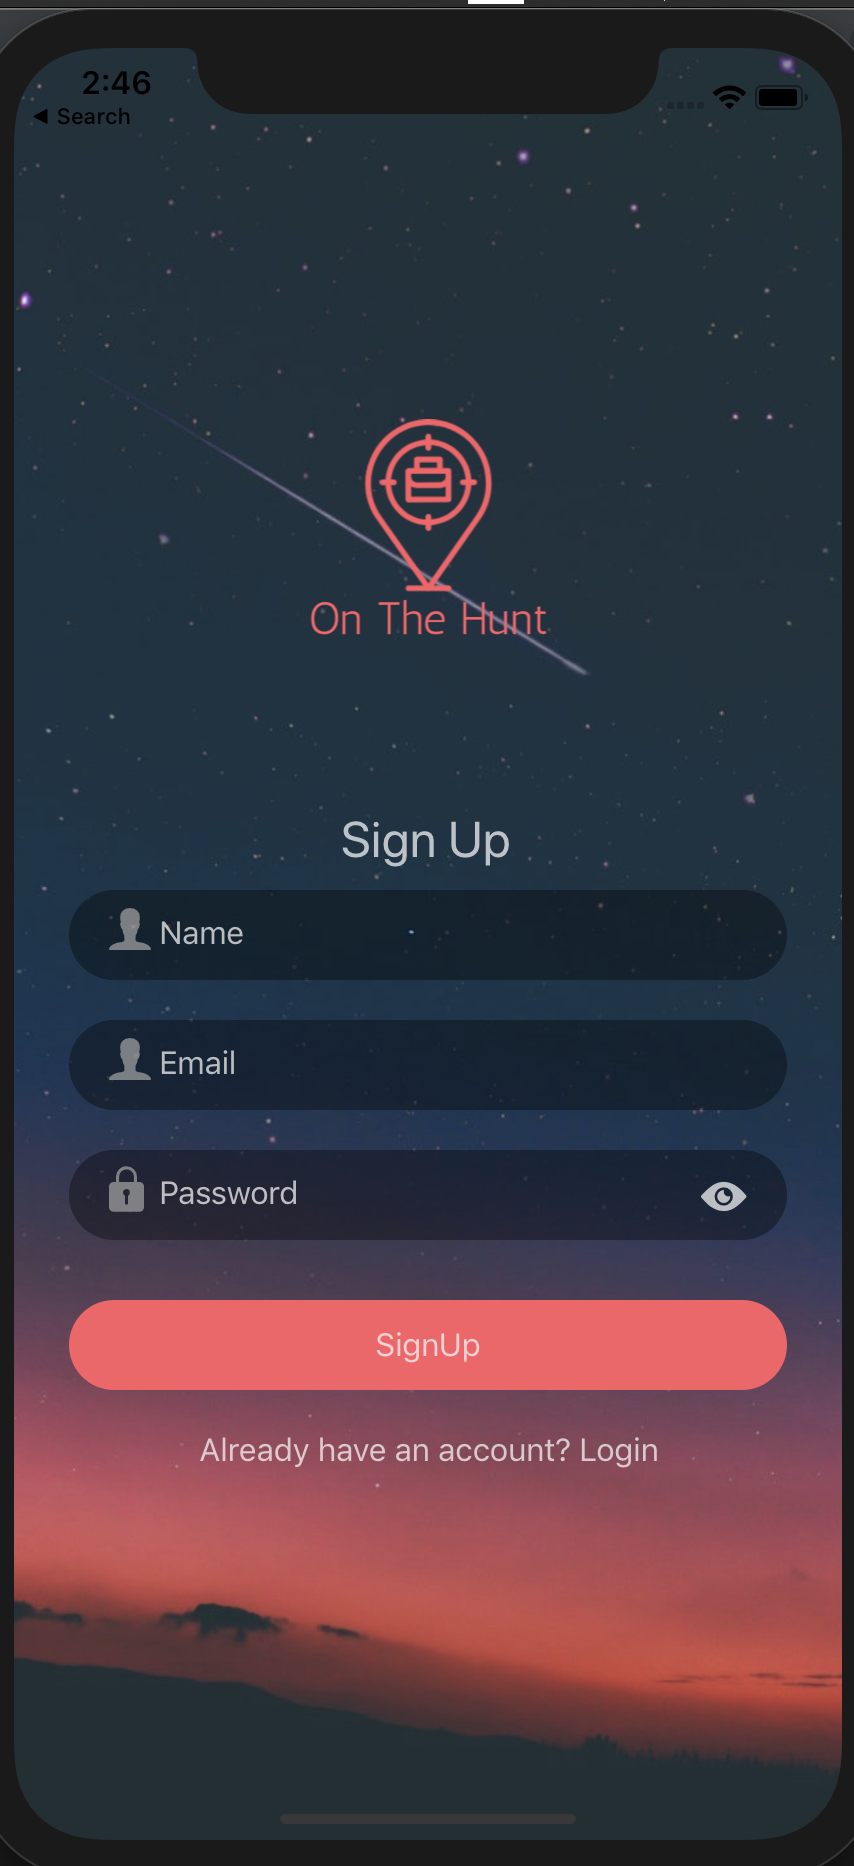 2:46
◀ Search
On The Hunt
Sign Up
Name
Email
Password
SignUp
Already have an account? Login